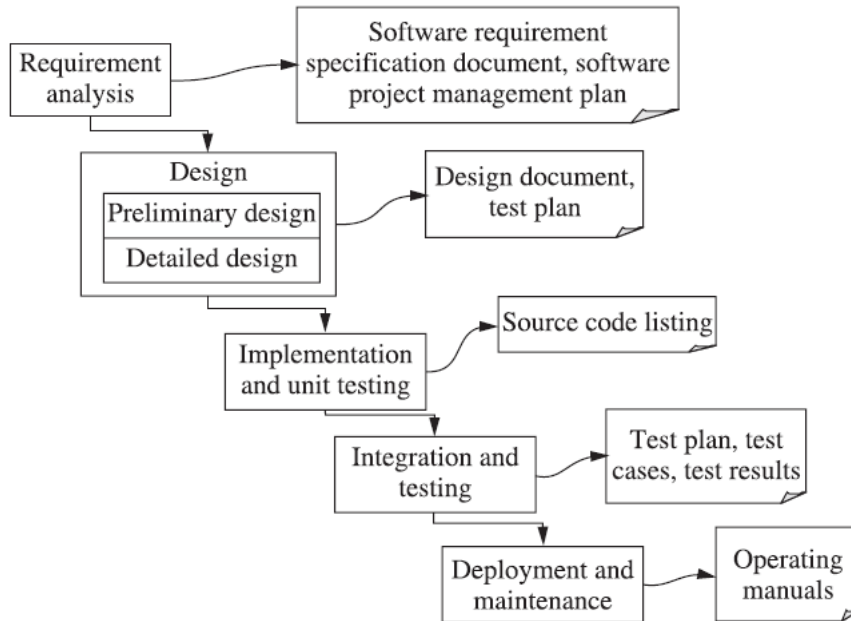 Requirement
analysis
Software requirement
specification document, software
project management plan
Design
Preliminary design
Detailed design
Design document,
test plan
Implementation
and unit testing
Source code listing
Integration and
testing
Test plan, test
cases, test results
Deployment and
maintenance
Operating
manuals